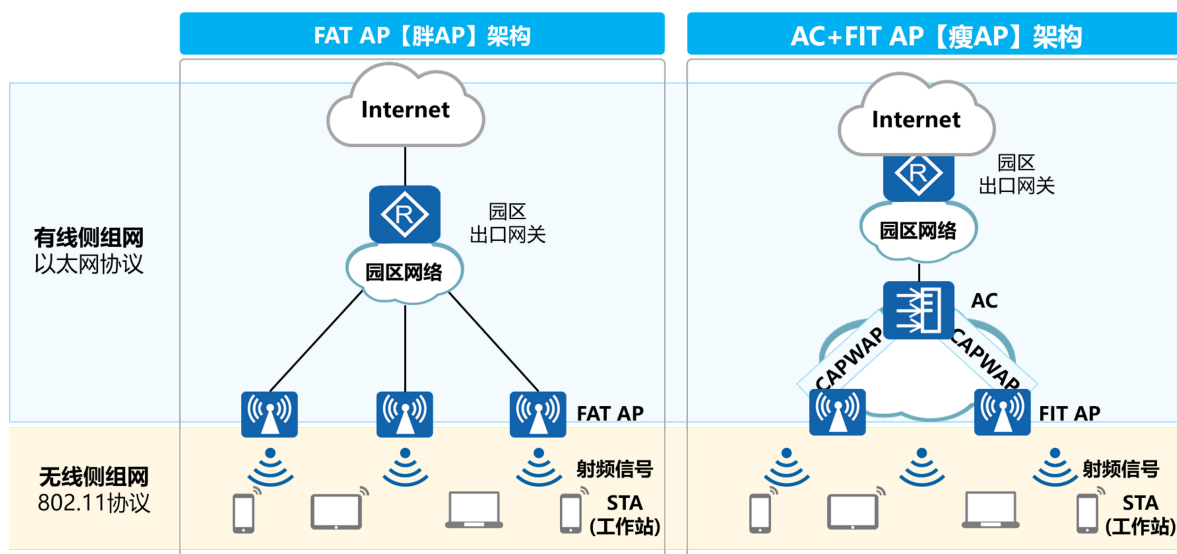 FAT AP【胖AP】架构
AC+FIT AP【瘦AP】架构
有线侧组网
以太网协议
Internet
R
园区
出口网关
园区网络
FAT AP
Internet
R
园区
出口网关
园区网络
AC
CAPWAP
CAPWAP
FIT AP
无线侧组网
802.11协议
射频信号
STA
(工作站)
射频信号
STA
(工作站)